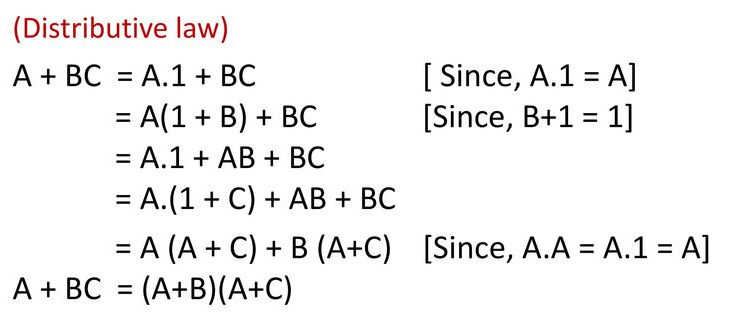 (Distributive law)
A + BC = A.1 + BC [ Since, A.1 = A]
= A(1 + B) + BC [Since, B+1 = 1]
= A.1 + AB + BC
= A.(1 + C) + AB + BC
= A (A + C) + B (A+C) [Since, A.A = A.1 = A]
A + BC = (A+B)(A+C)